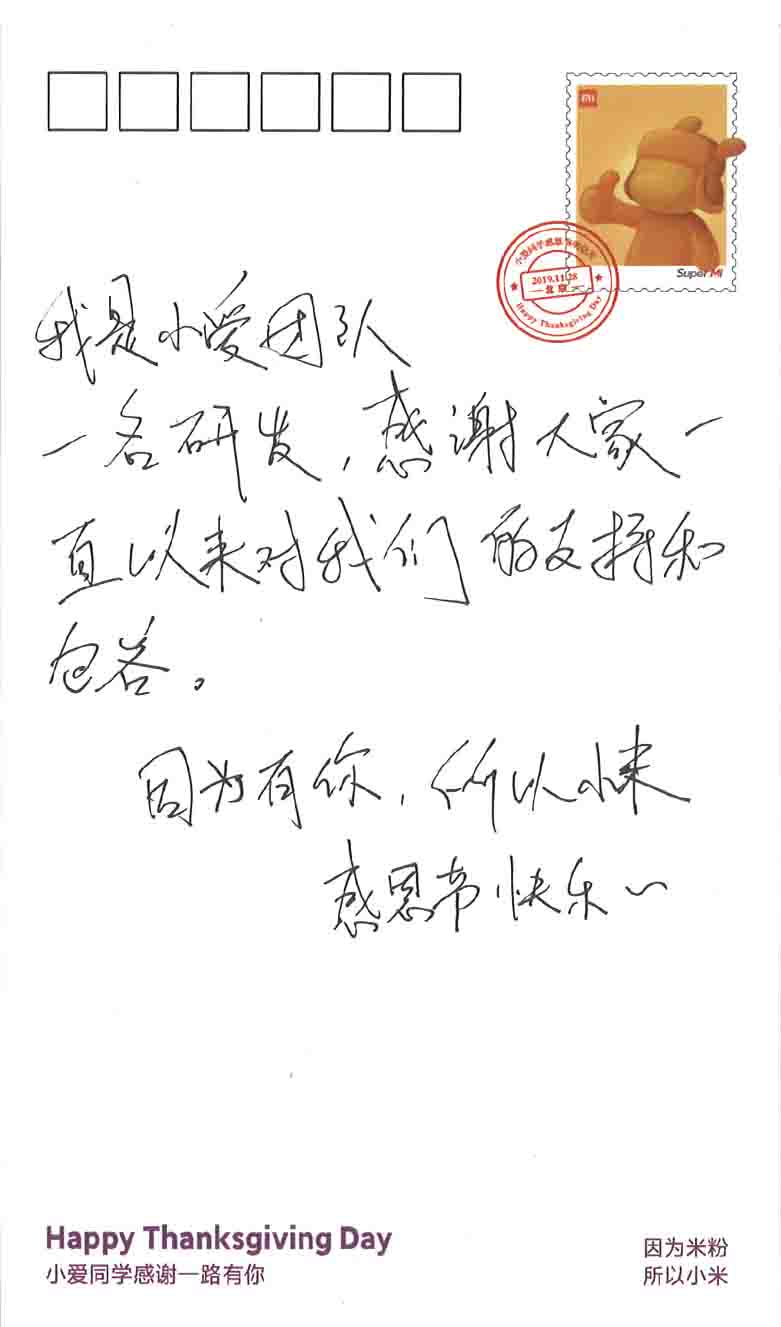 MI
Super MI
小爱同学感恩
2019.11.28
北京
Happy Thanksgiving Day
我是小爱团队
一名研发，感谢大家一
直以来对我们的支持和
包容。
因为有你，所以小米
感恩节快乐~
Happy Thanksgiving Day
小爱同学感谢一路有你
因为米粉
所以小米